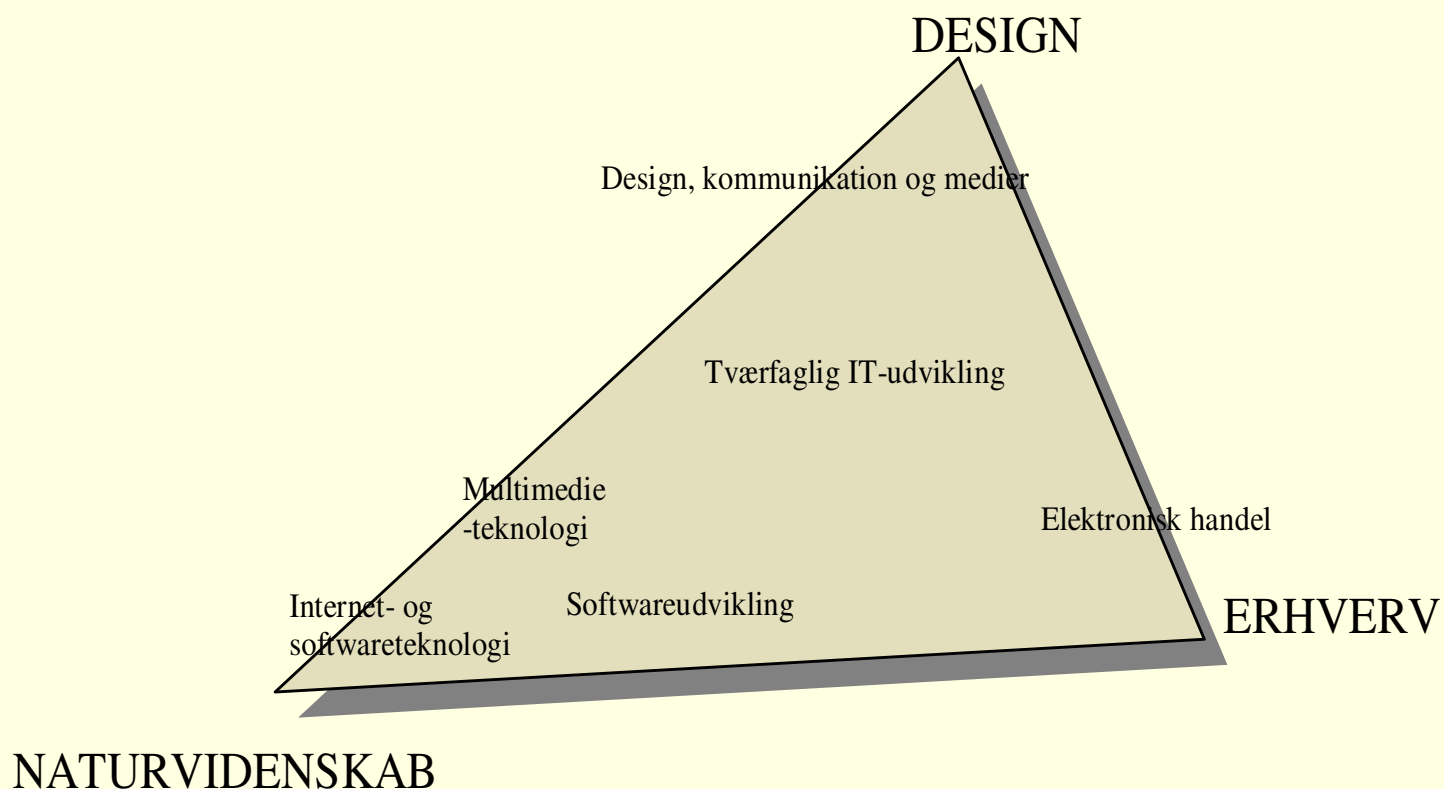 DESIGN
Design, kommunikation og medier
Tværfaglig IT-udvikling
Multimedie
-teknologi
Elektronisk handel
Internet- og
softwareteknologi
Softwareudvikling
ERHVERV
NATURVIDENSKAB